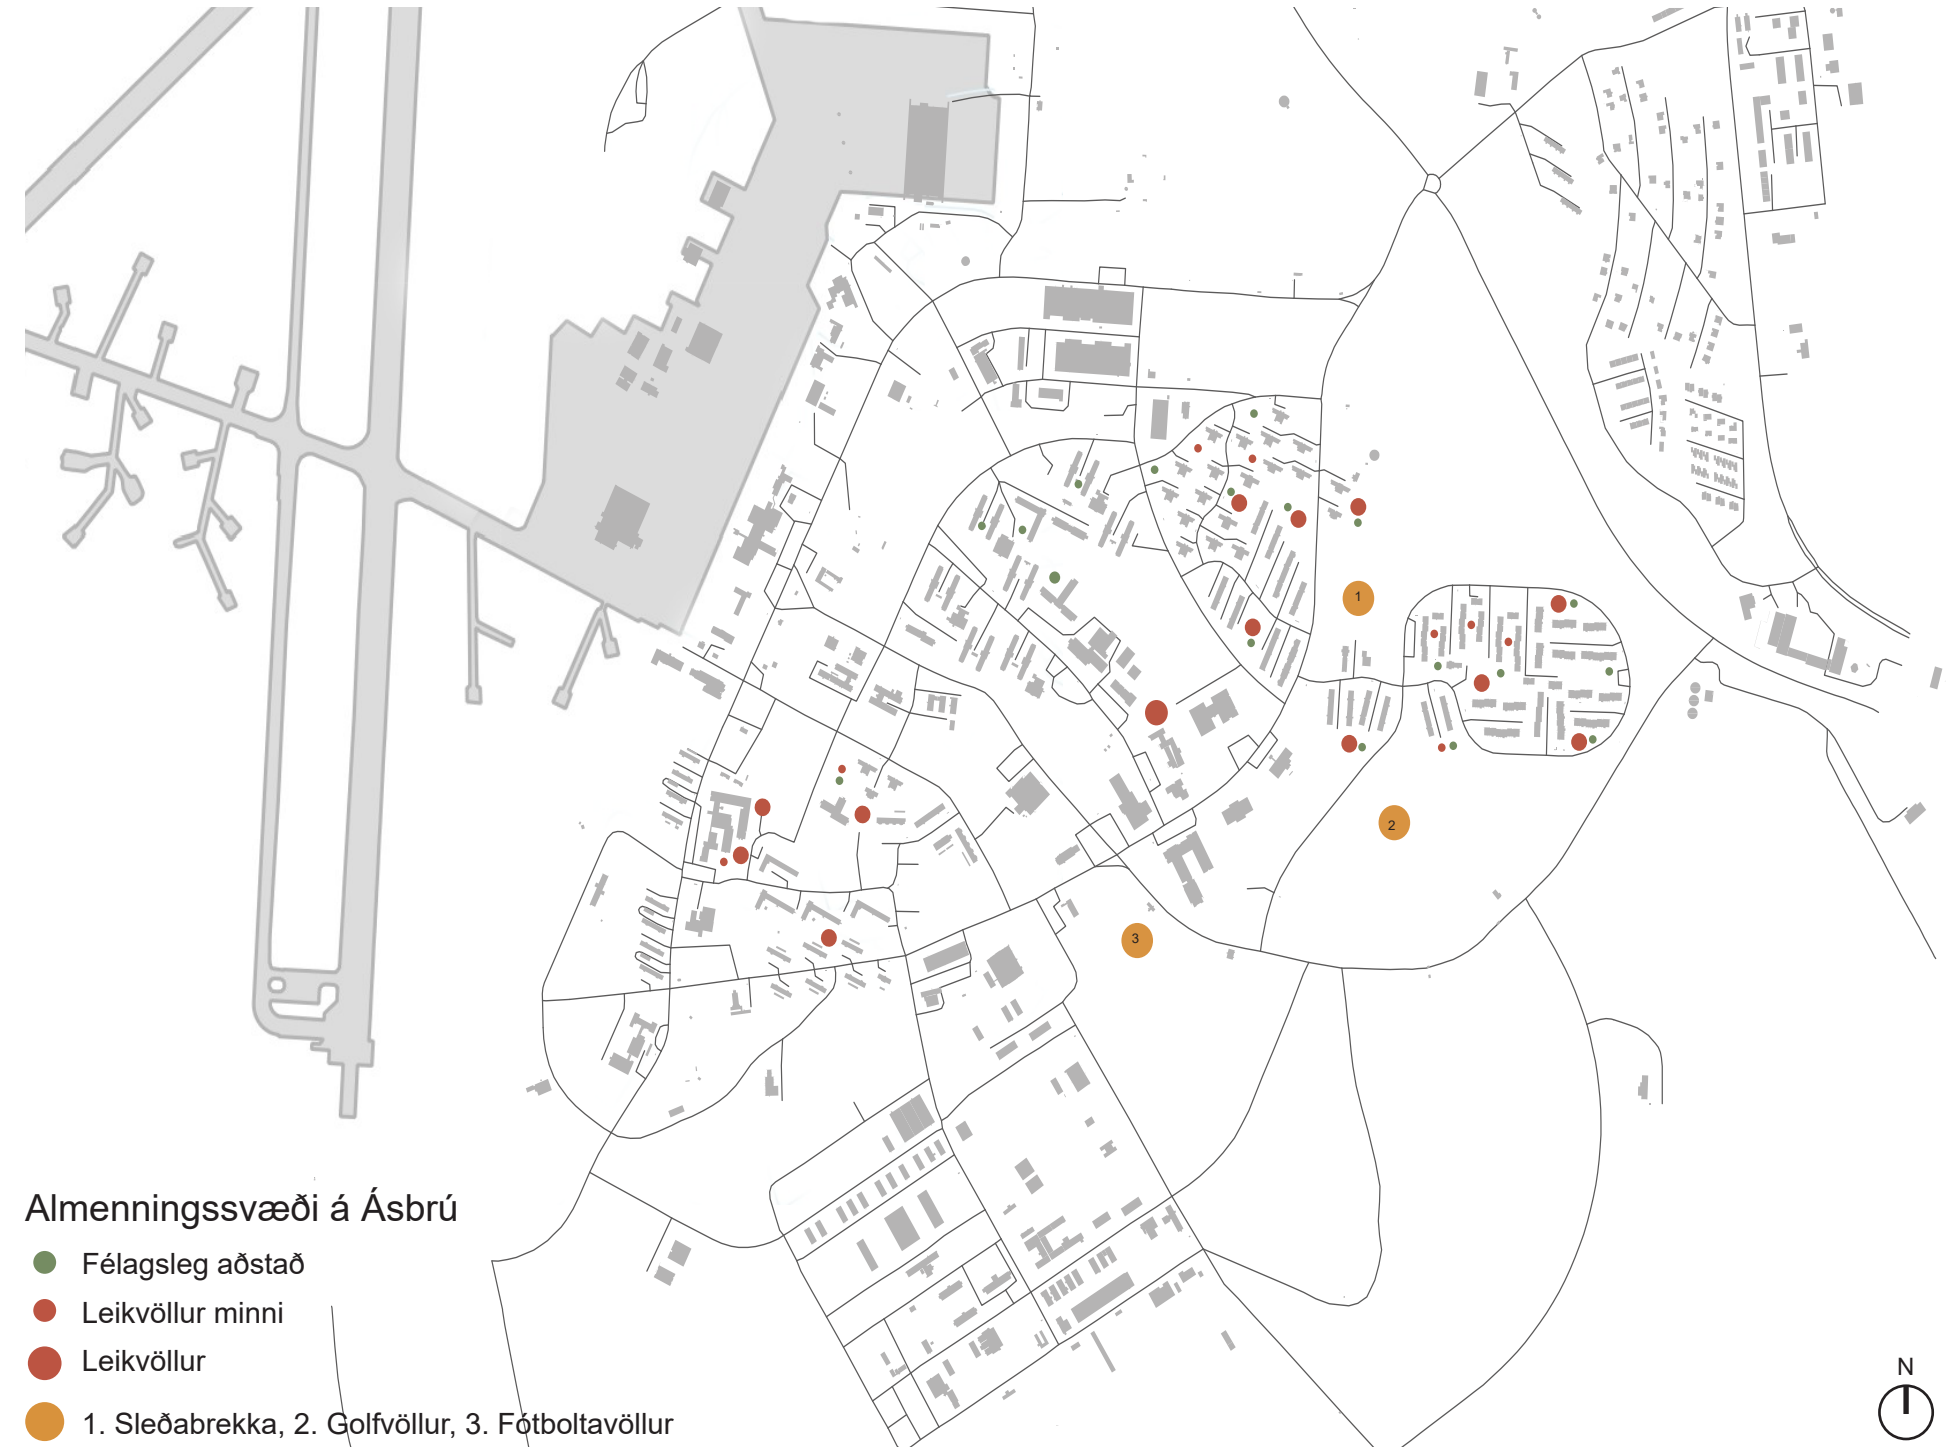 1
2
3
Almenningssvæði á Ásbrú
Félagsleg aðstað
Leikvöllur minni
Leikvöllur
1. Sleðabrekka, 2. Golfvöllur, 3. Fótboltavöllur
N